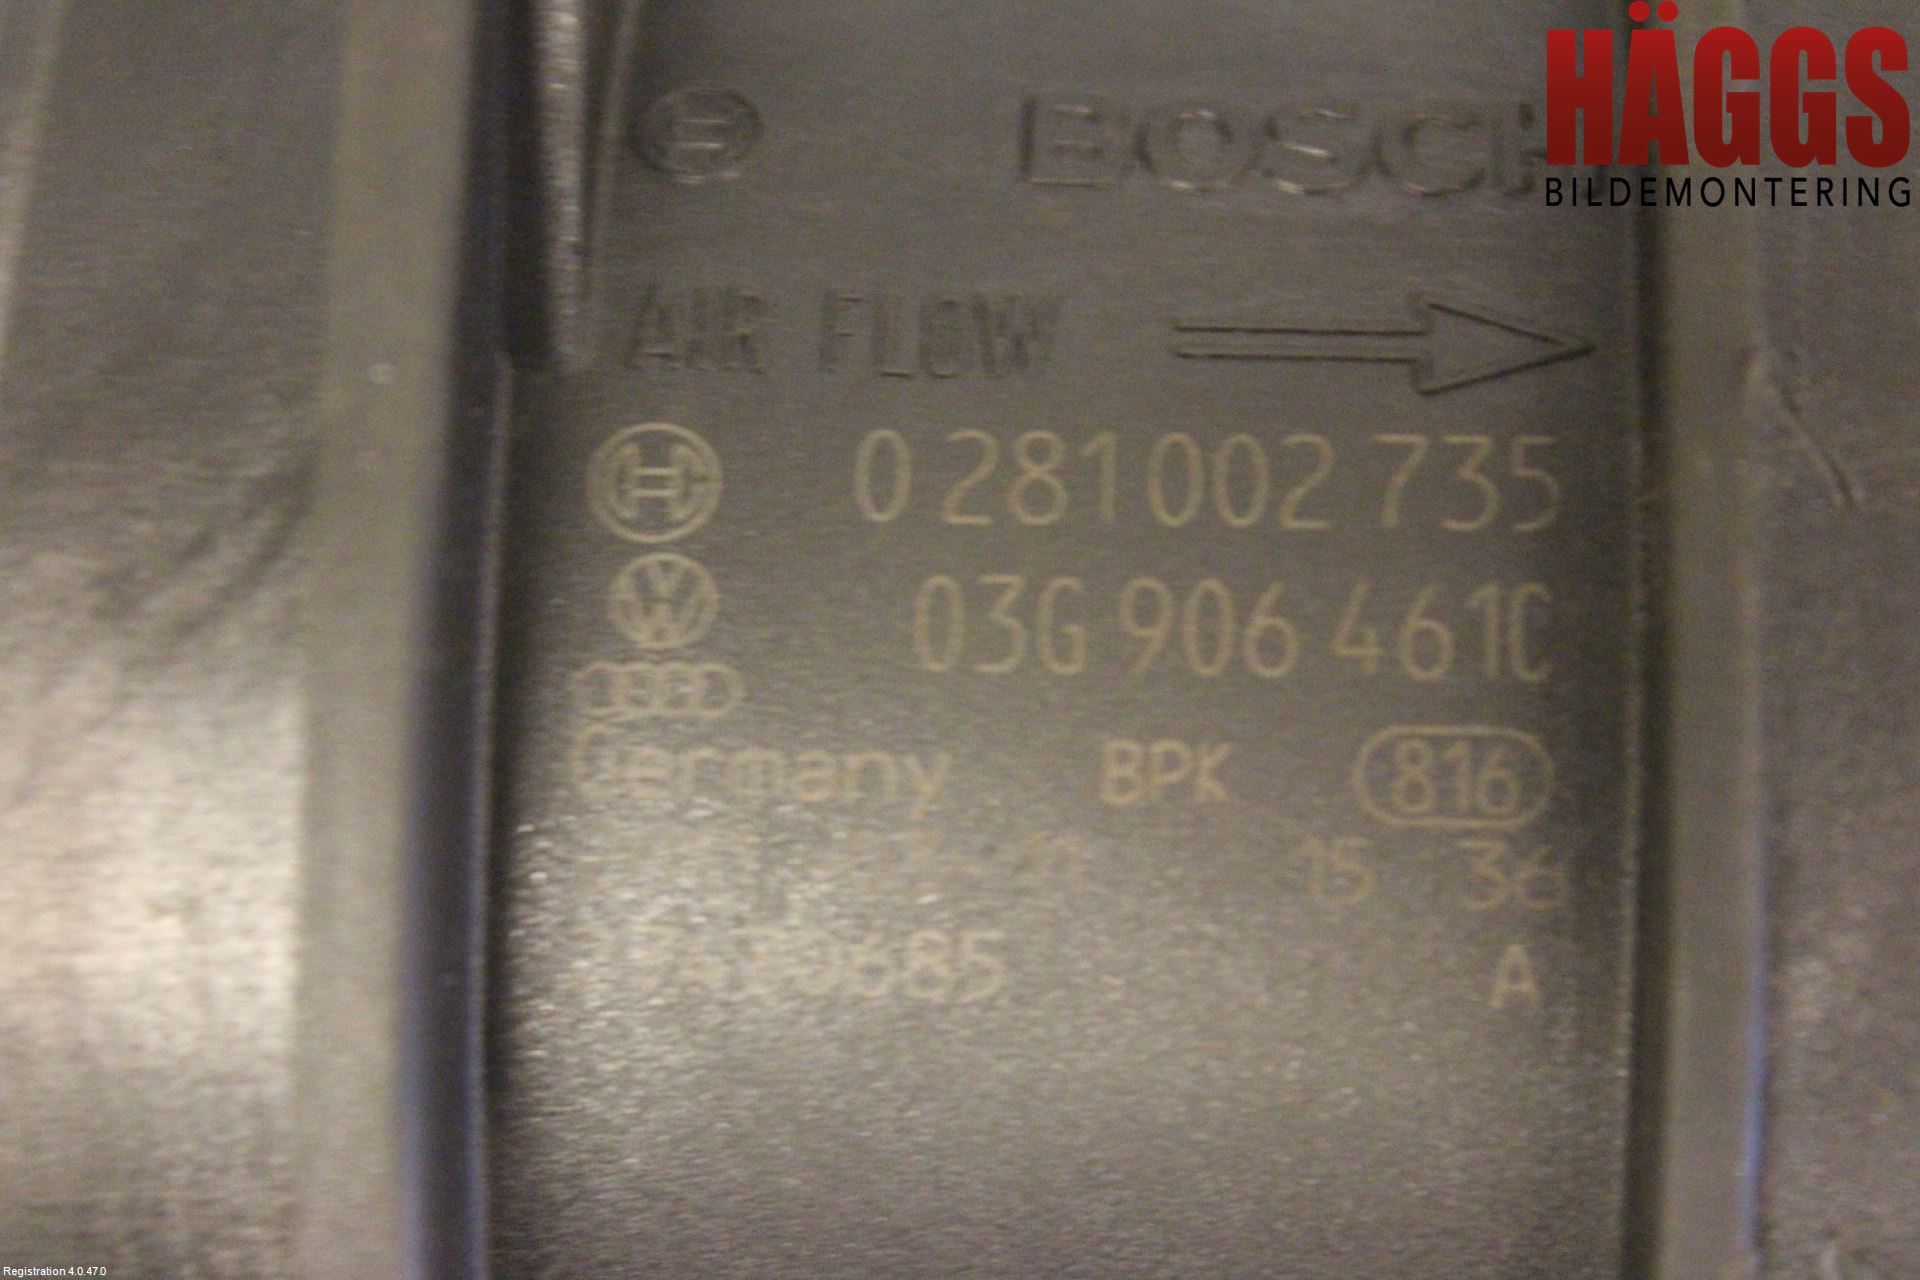 HÄGGS
BILDEMONTERING
BOSCH
AIR FLOW
0 281 002 735
03G 906 461C
Germany BPK 816
15 36
A
Registration 4.0.47.0